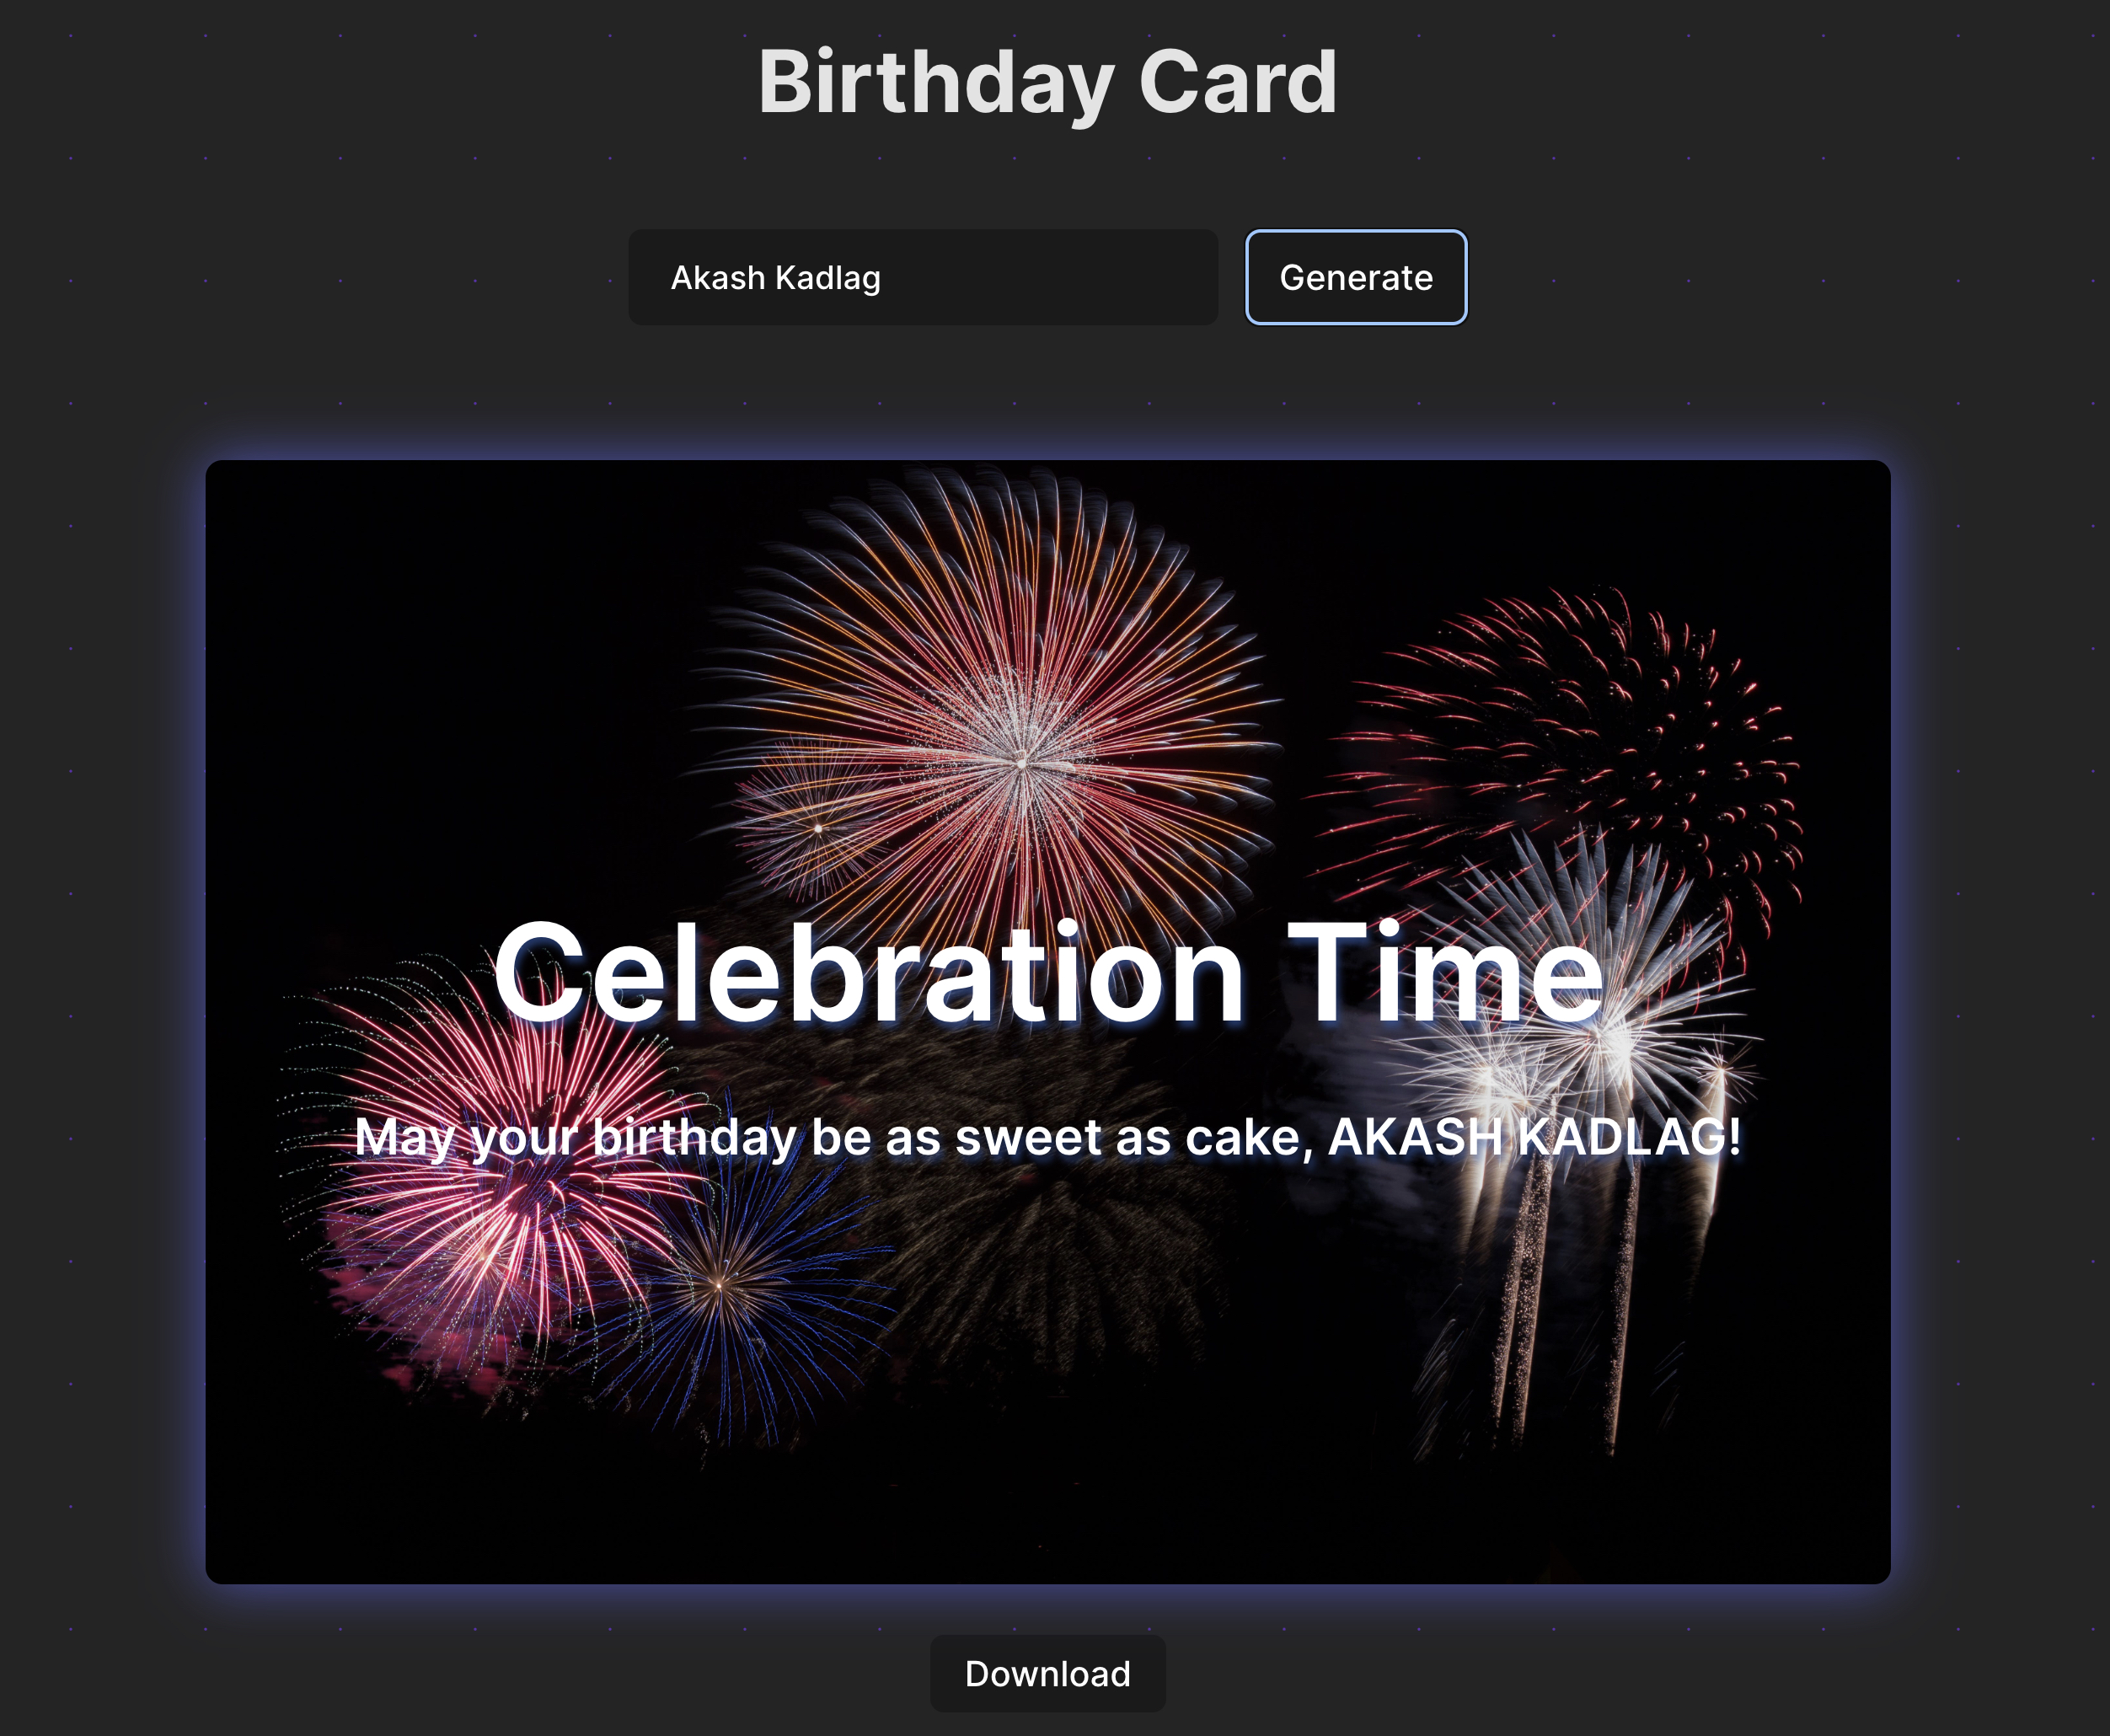 Birthday Card
Akash Kadlag
Generate
Celebration Time
May your birthday be as sweet as cake, AKASH KADLAG!
Download